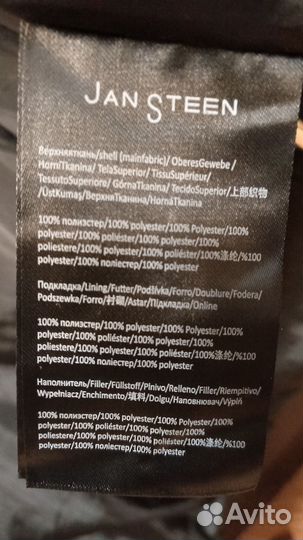 JAN STEEN
Верхняяткань/shell (mainfabric)/ OberesGewebe /
HorníTkanina / TelaSuperior/ TissuSupérieur/
TessutoSuperiore/ GórnaTkanina/ TecidoSuperior/上部织物
/ÜstKumaş/ ВерхняТканина/HornáTkanina
100% полиэстер/100% polyester/100% Polyester/100%
polyester/100% poliéster/100% polyester/100%
poliestere/100% polyester/100% poliéster/100%涤纶/%100
polyester/100% поліестер/100% polyester
Подкладка/Lining/Futter/Podšívka/Forro/Doublure/Fodera/
Podszewka/Forro/衬砌/Astar/Підкладка/Online
100% полиэстер/100% polyester/100% Polyester/100%
polyester/100% poliéster/100% polyester/100%
poliestere/100% polyester/100% poliéster/100%涤纶/%100
polyester/100% поліестер/100% polyester
Наполнитель/Filler/Füllstoff/Plnivo/Relleno/Filler/Riempitivo/
Wypełniacz/Enchimento/填料/Dolgu/Наповнювач/Výplň
100% полиэстер/100% polyester/100% Polyester/100%
polyester/100% poliéster/100% polyester/100%
poliestere/100% polyester/100% poliéster/100%涤纶/%100
polyester/100% поліестер/100% polyester
Avito